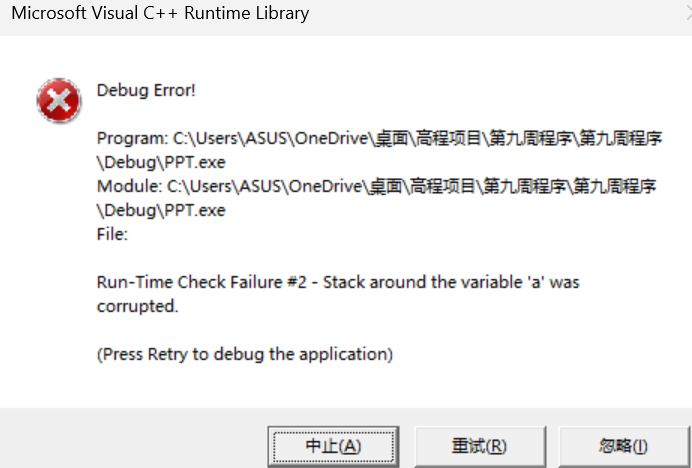 Microsoft Visual C++ Runtime Library
Debug Error!
Program: C:\Users\ASUS\OneDrive\桌面\高程项目\第九周程序\第九周程序
\Debug\PPT.exe
Module: C:\Users\ASUS\OneDrive\桌面\高程项目\第九周程序\第九周程序
\Debug\PPT.exe
File:
Run-Time Check Failure #2 - Stack around the variable 'a' was
corrupted.
(Press Retry to debug the application)
中止(A) 重试(R) 忽略(I)